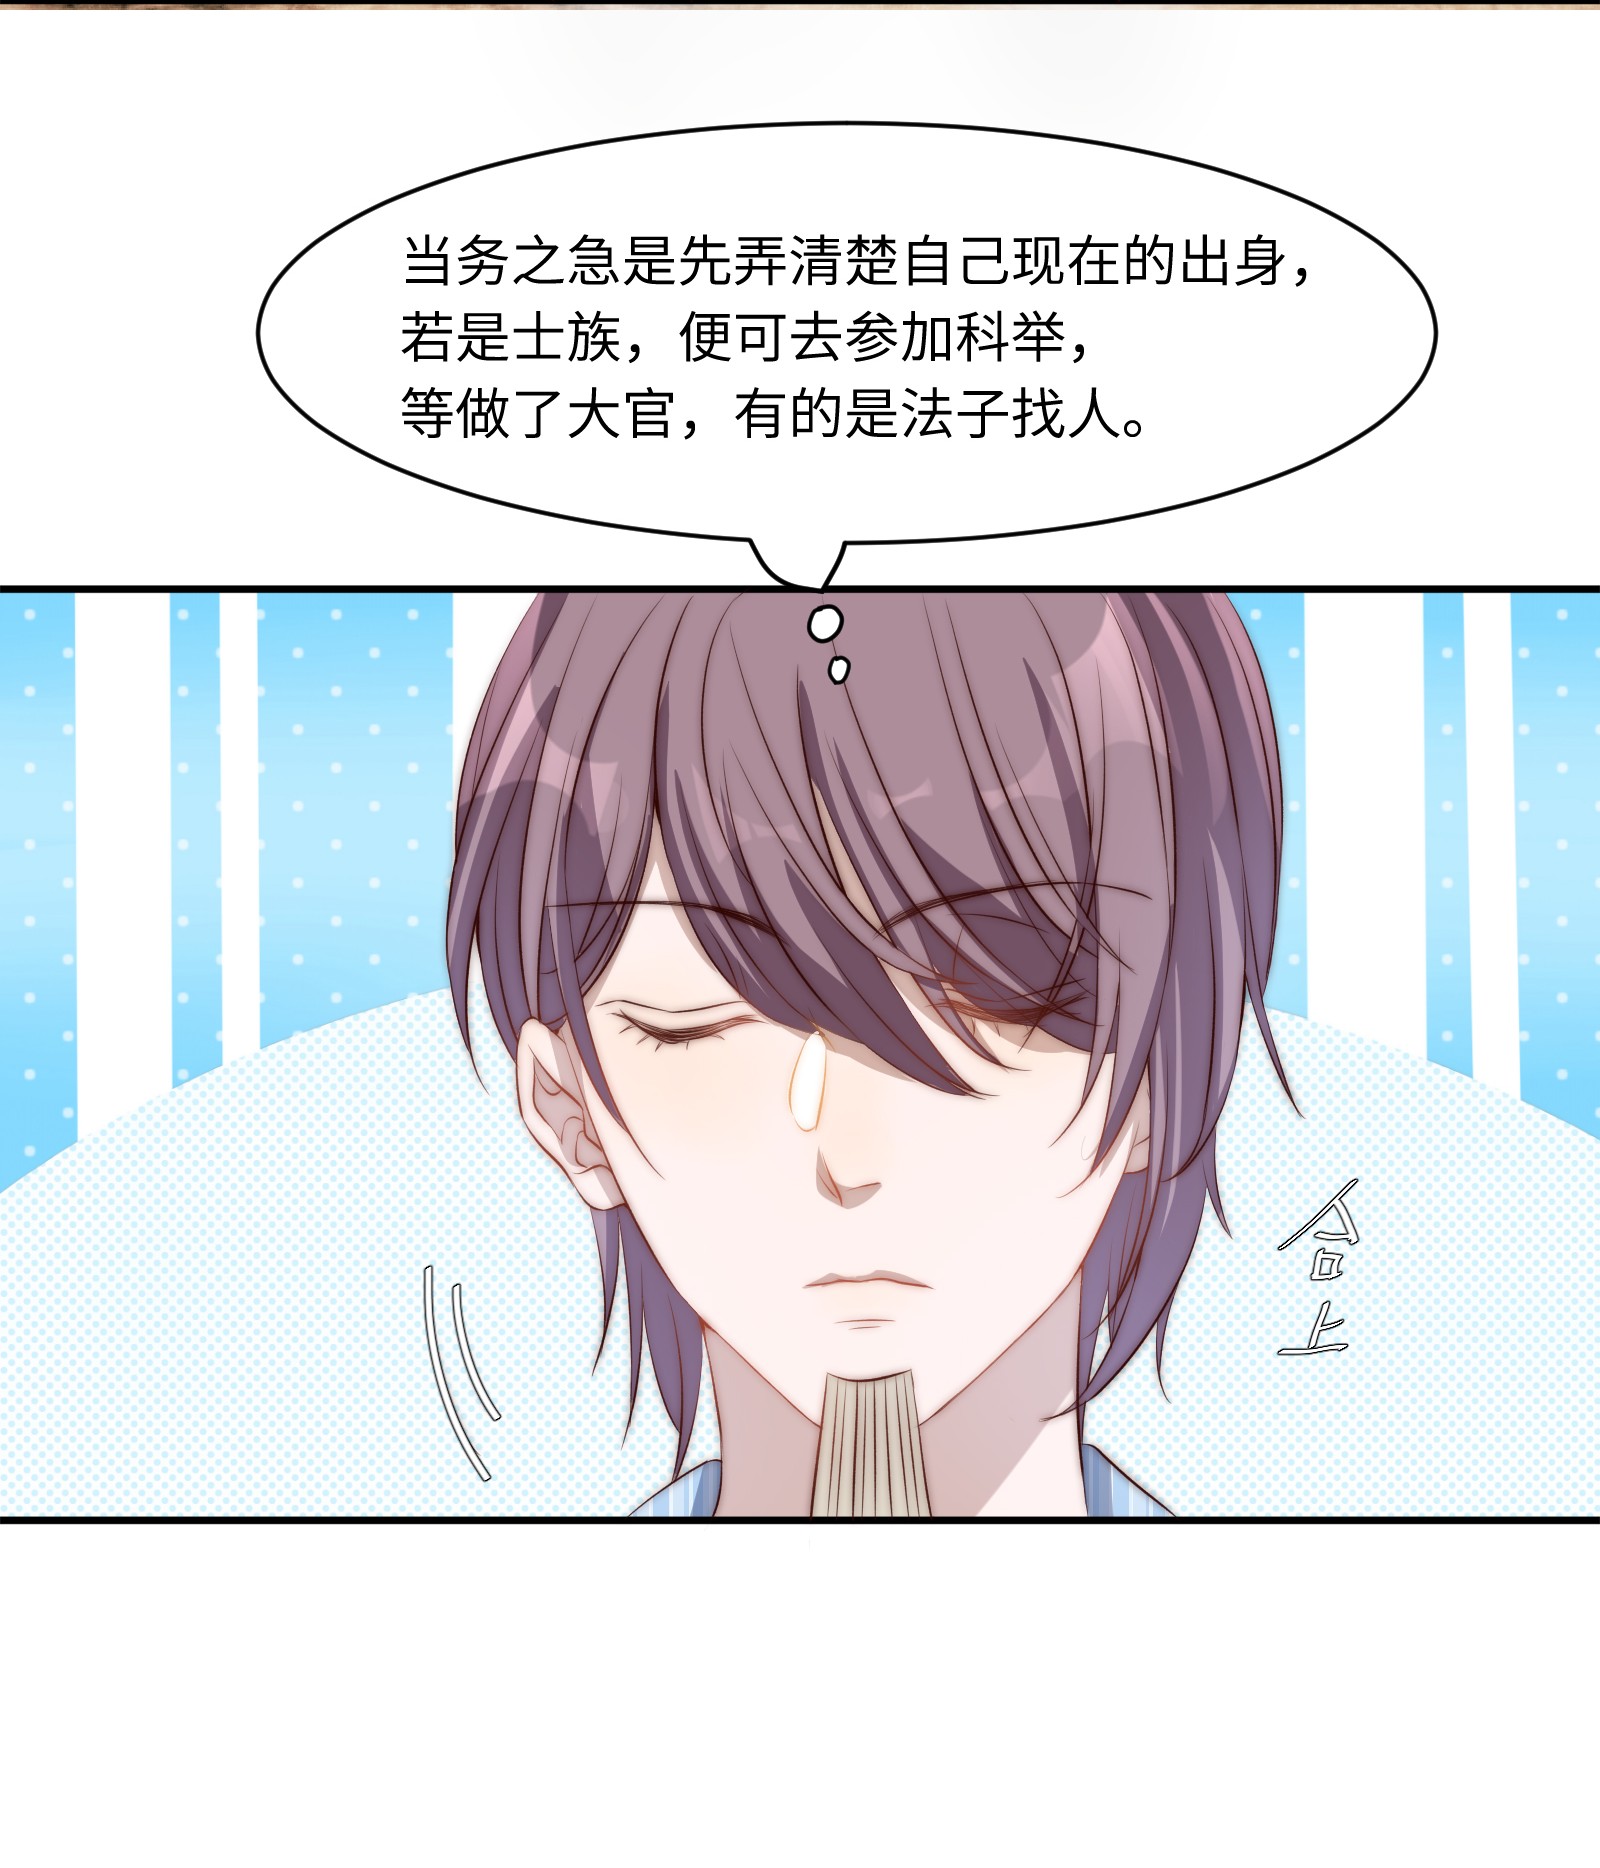 当务之急是先弄清楚自己现在的出身，
若是士族，便可去参加科举，
等做了大官，有的是法子找人。
合上